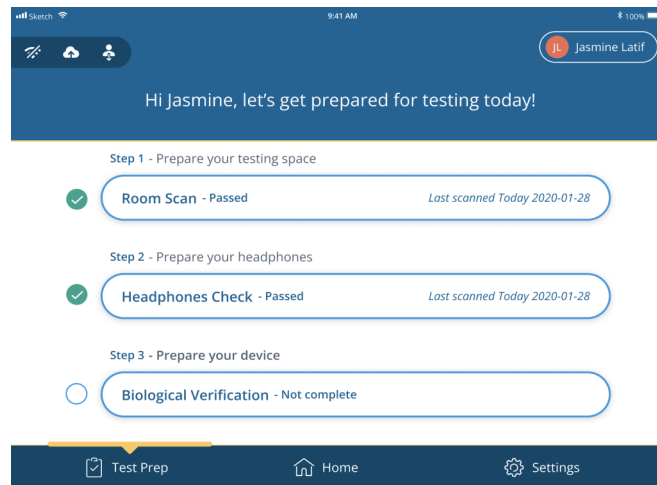 Sketch 9:41 AM 100%
JL Jasmine Latif
Hi Jasmine, let's get prepared for testing today!
Step 1 - Prepare your testing space
Room Scan - Passed Last scanned Today 2020-01-28
Step 2 - Prepare your headphones
Headphones Check - Passed Last scanned Today 2020-01-28
Step 3 - Prepare your device
Biological Verification - Not complete
Test Prep Home Settings